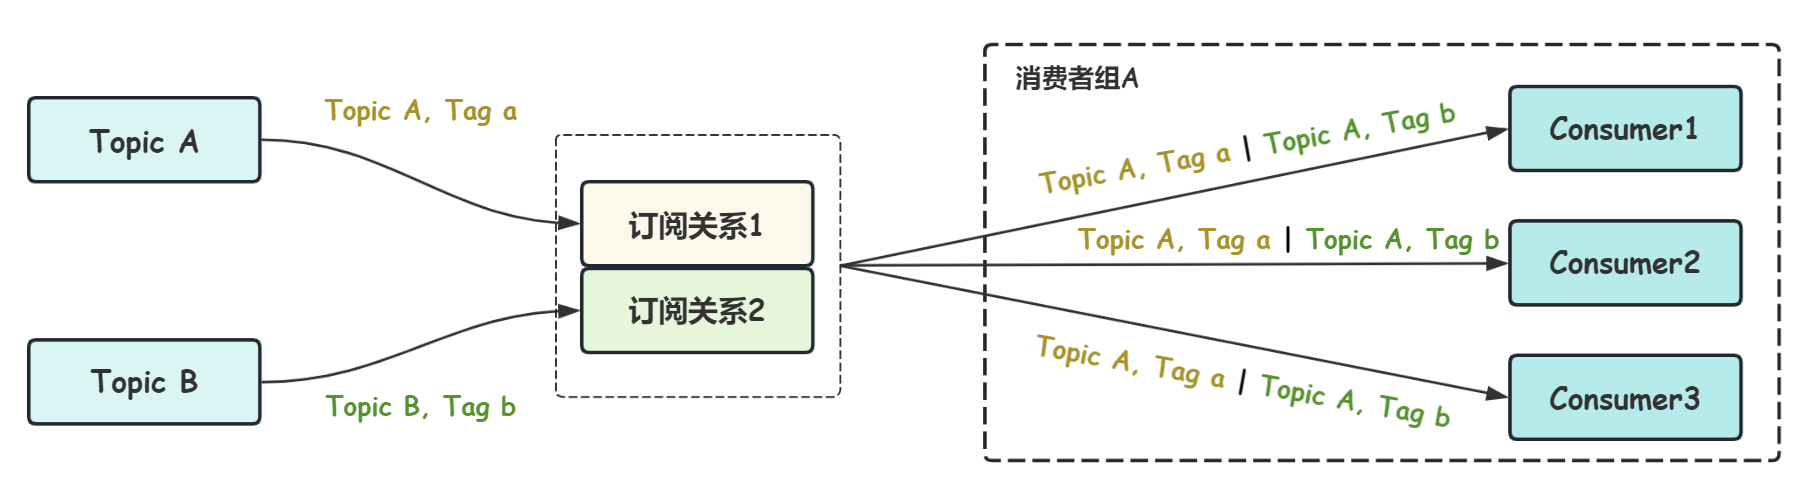 消费者组A
Topic A
Topic A, Tag a
订阅关系1
订阅关系2
Topic B
Topic B, Tag b
Topic A, Tag a | Topic A, Tag b
Consumer1
Topic A, Tag a | Topic A, Tag b
Consumer2
Topic A, Tag a | Topic A, Tag b
Consumer3